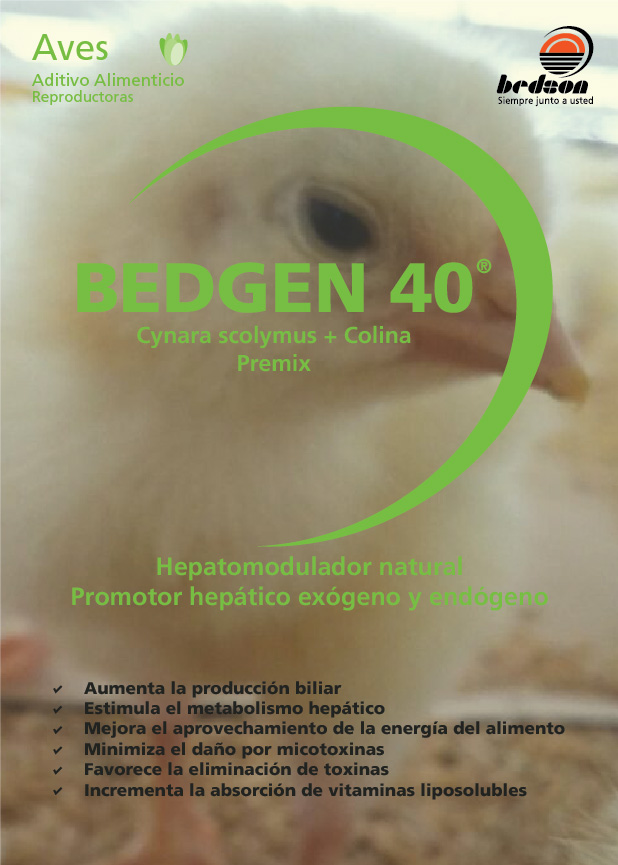 Aves
Aditivo Alimenticio
Reproductoras
bedson
Siempre junto a usted
BEDGEN 40®
Cynara scolymus + Colina
Premix
Hepatomodulador natural
Promotor hepático exógeno y endógeno
Aumenta la producción biliar
Estimula el metabolismo hepático
Mejora el aprovechamiento de la energía del alimento
Minimiza el daño por micotoxinas
Favorece la eliminación de toxinas
Incrementa la absorción de vitaminas liposolubles